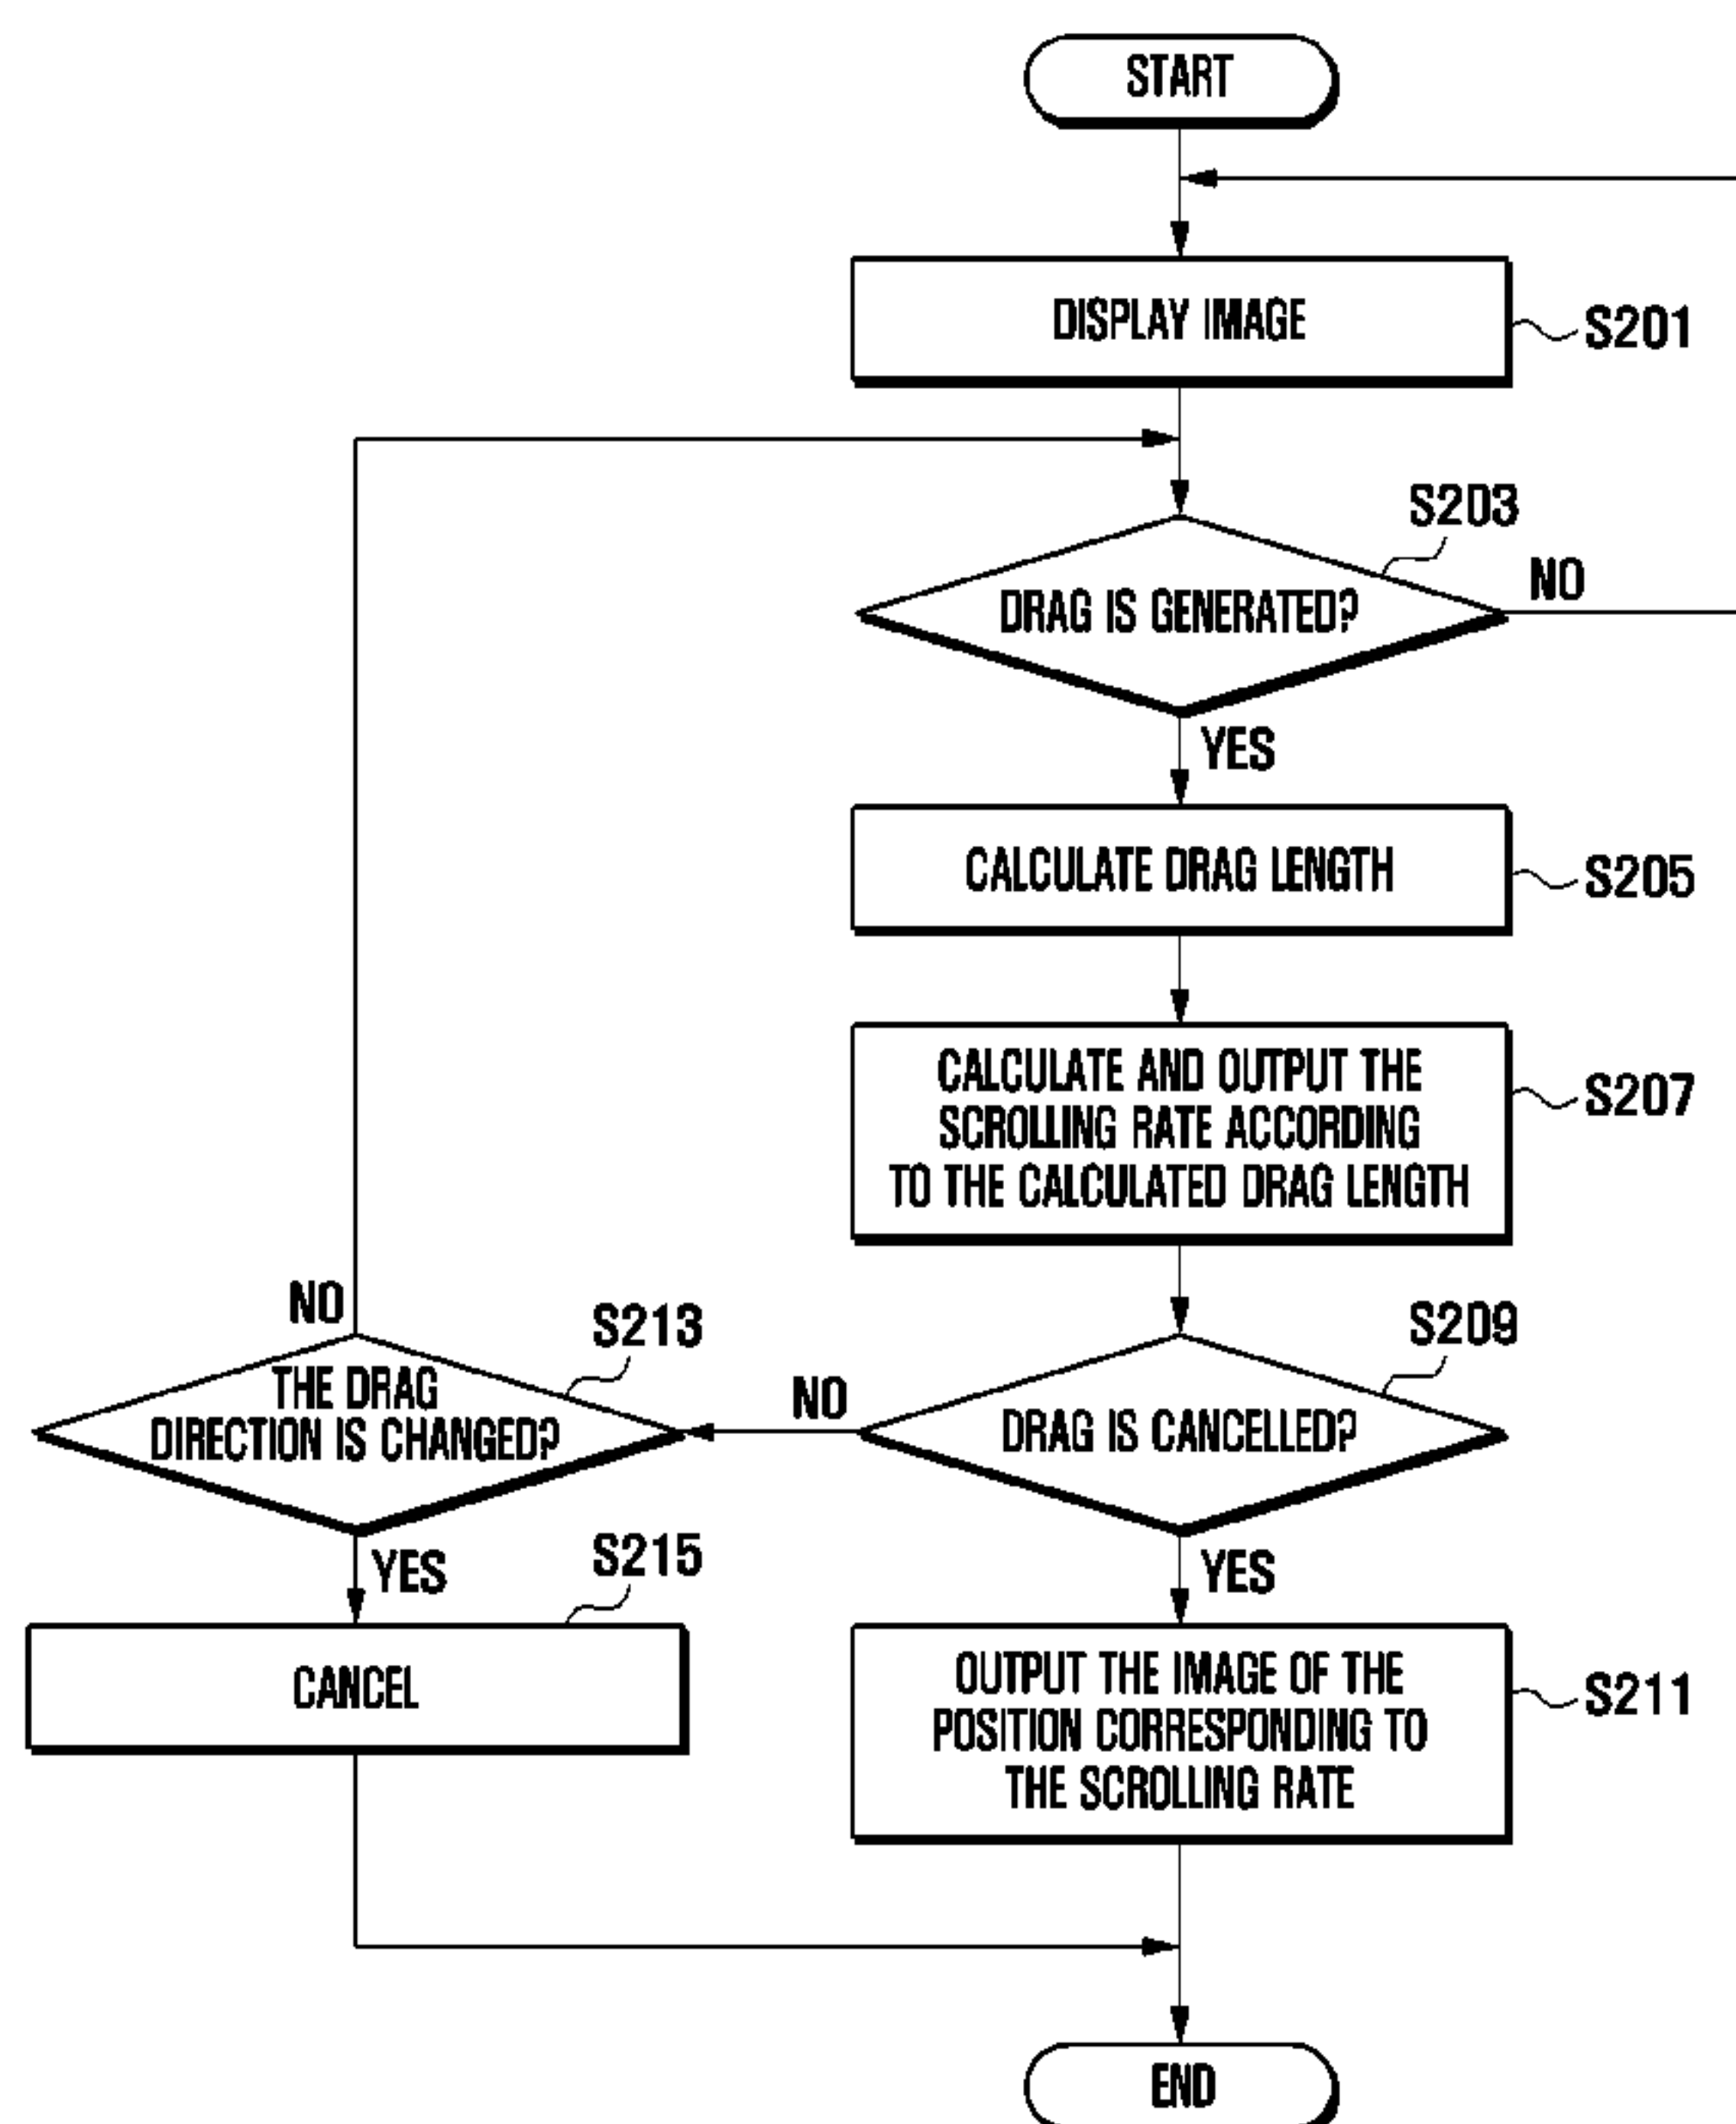 START
DISPLAY IMAGE
S201
S203
DRAG IS GENERATED?
NO
YES
CALCULATE DRAG LENGTH
S205
CALCULATE AND OUTPUT THE
SCROLLING RATE ACCORDING
TO THE CALCULATED DRAG LENGTH
S207
NO
S213
THE DRAG
DIRECTION IS CHANGED?
NO
S209
DRAG IS CANCELLED?
YES
S215
CANCEL
YES
OUTPUT THE IMAGE OF THE
POSITION CORRESPONDING TO
THE SCROLLING RATE
S211
END